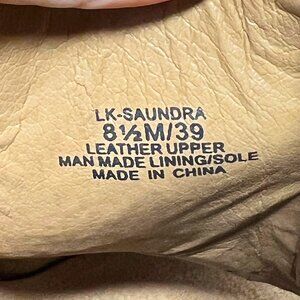 LK-SAUNDRA
8½M/39
LEATHER UPPER
MAN MADE LINING/SOLE
MADE IN CHINA